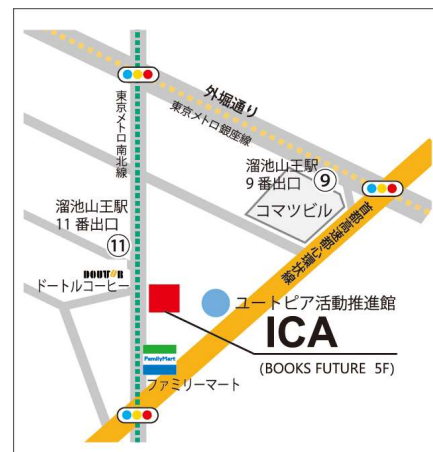 外堀通り
東京メトロ銀座線
東京メトロ南北線
溜池山王駅
9番出口
9
コマツビル
首都高速都心環状線
溜池山王駅
11番出口
11
DOUTOR
ドートルコーヒー
ユートピア活動推進館
ICA
(BOOKS FUTURE 5F)
FamilyMart
ファミリーマート